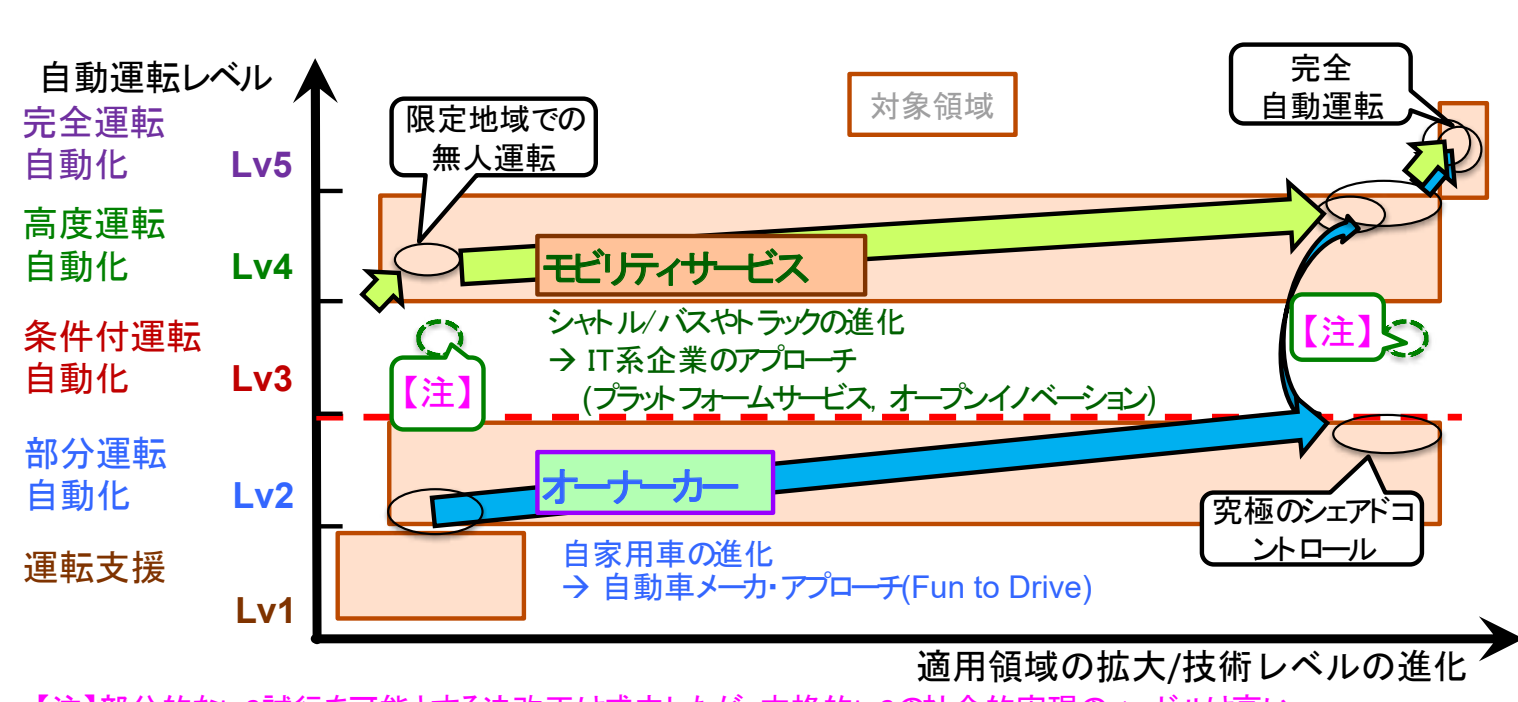 自動運転レベル
完全運転
自動化 Lv5
高度運転
自動化 Lv4
条件付運転
自動化 Lv3
部分運転
自動化 Lv2
運転支援
Lv1
限定地域での
無人運転
対象領域
完全
自動運転
モビリティサービス
シャトル/バスやトラックの進化
→ IT系企業のアプローチ
(プラットフォームサービス, オープンイノベーション)
【注】
【注】
オーナーカー
自家用車の進化
→ 自動車メーカ・アプローチ(Fun to Drive)
究極のシェアドコ
ントロール
適用領域の拡大/技術レベルの進化